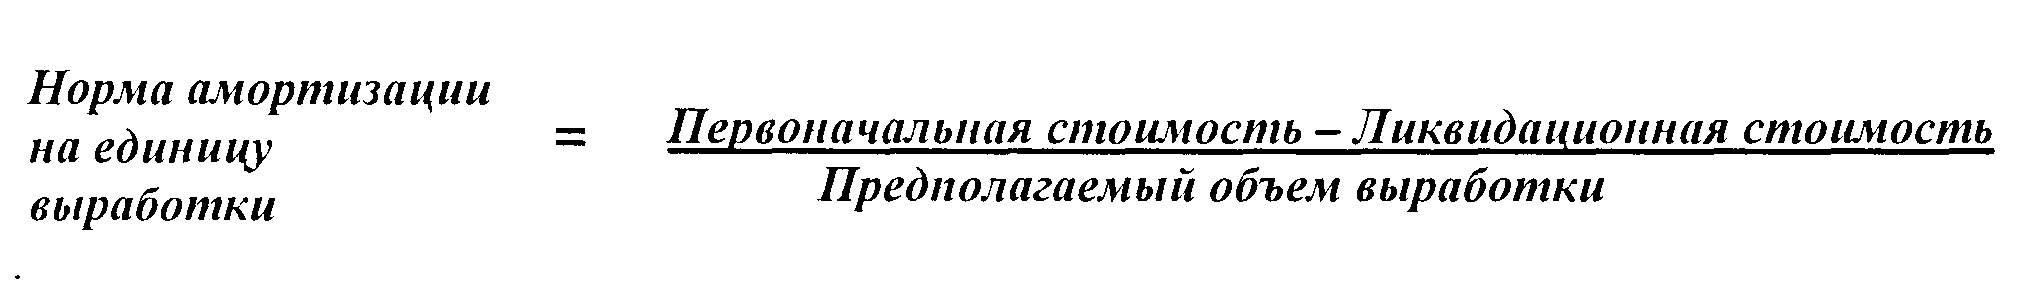 Норма амортизации
на единицу
выработки
=
Первоначальная стоимость – Ликвидационная стоимость
Предполагаемый объем выработки